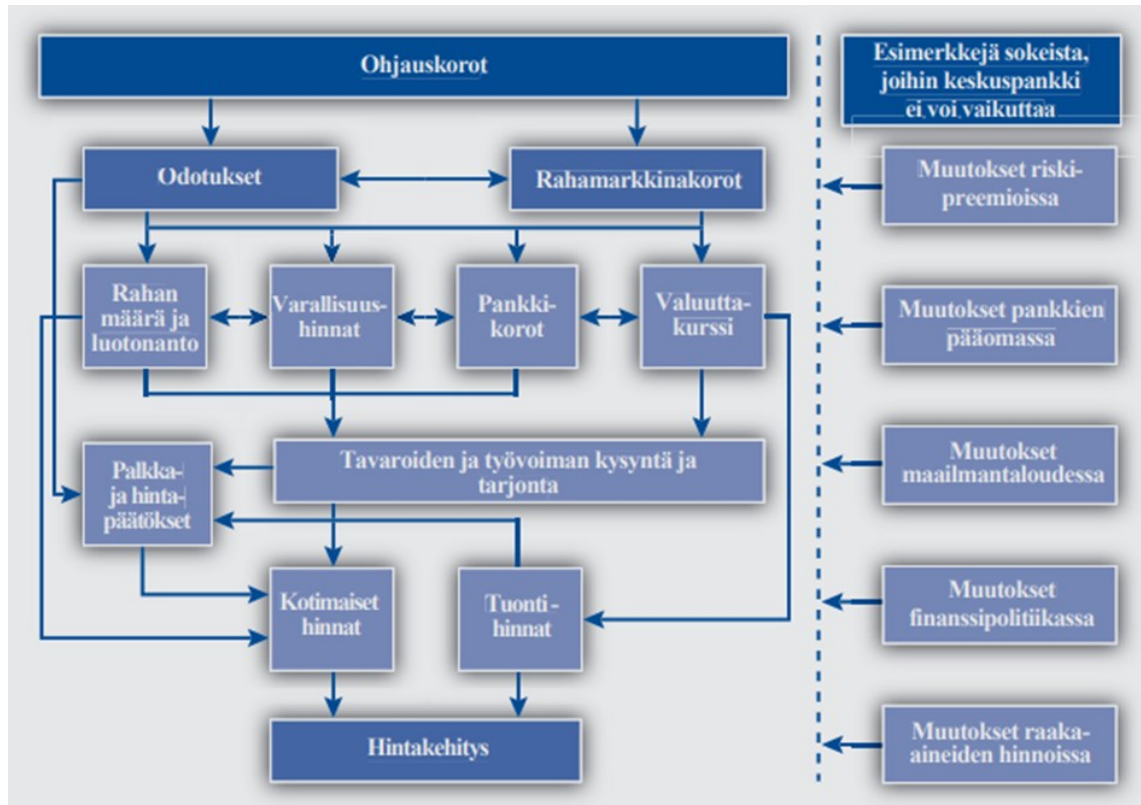 Ohjauskorot
Odotukset
Rahamarkkinakorot
Rahan
määrä ja
luotonanto
Varallisuus-
hinnat
Pankki-
korot
Valuutta-
kurssi
Tavaroiden ja työvoiman kysyntä ja
tarjonta
Palkka-
ja hinta-
päätökset
Kotimaiset
hinnat
Tuonti-
hinnat
Hintakehitys
Esimerkkejä sokeista,
joihin keskuspankki
ei voi vaikuttaa
Muutokset riski-
preemioissa
Muutokset pankkien
pääomassa
Muutokset
maailmantaloudessa
Muutokset
finanssipolitiikassa
Muutokset raaka-
aineiden hinnoissa